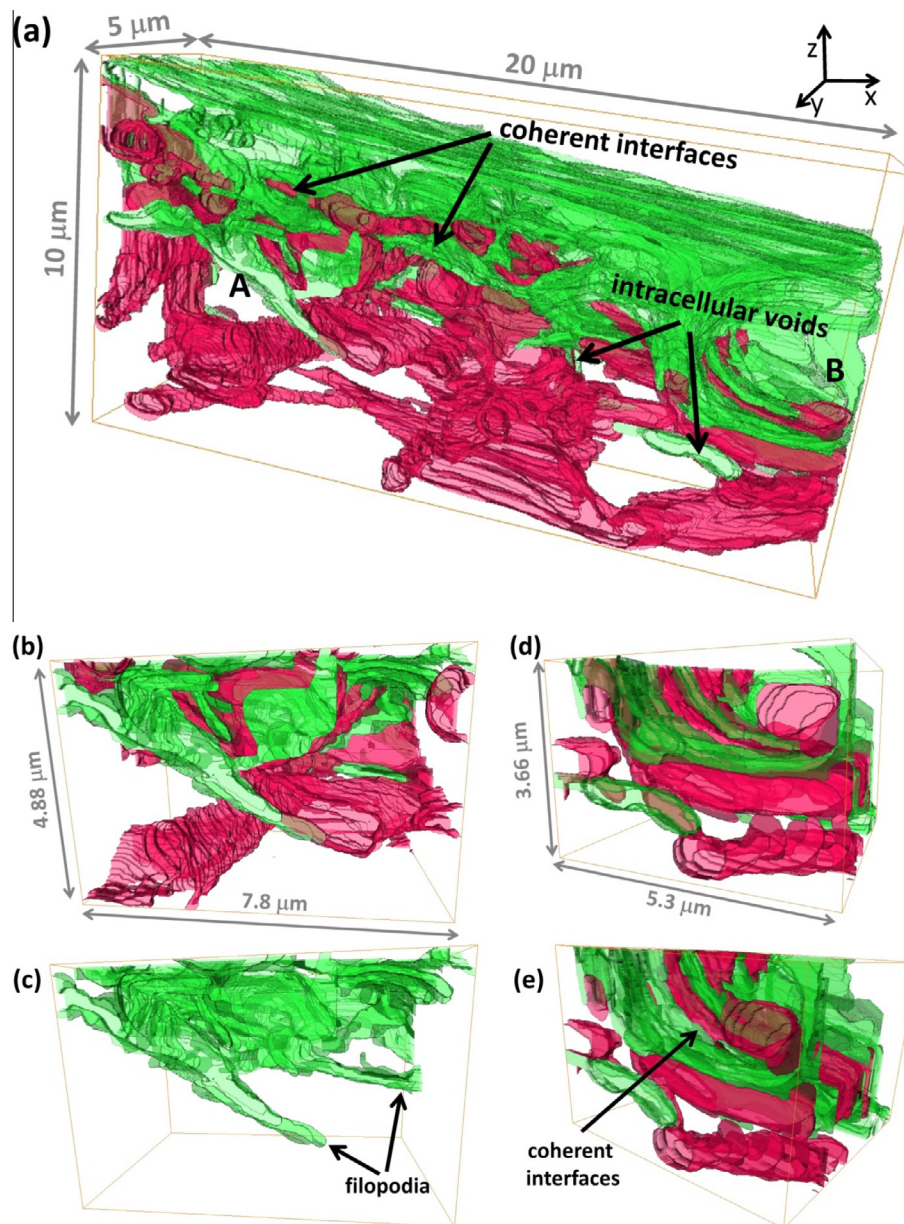 (a)
5 μm
20 μm
z
y
x
coherent interfaces
10 μm
A
intracellular voids
B
(b)
(d)
4.88 μm
3.66 μm
7.8 μm
5.3 μm
(c)
(e)
filopodia
coherent
interfaces